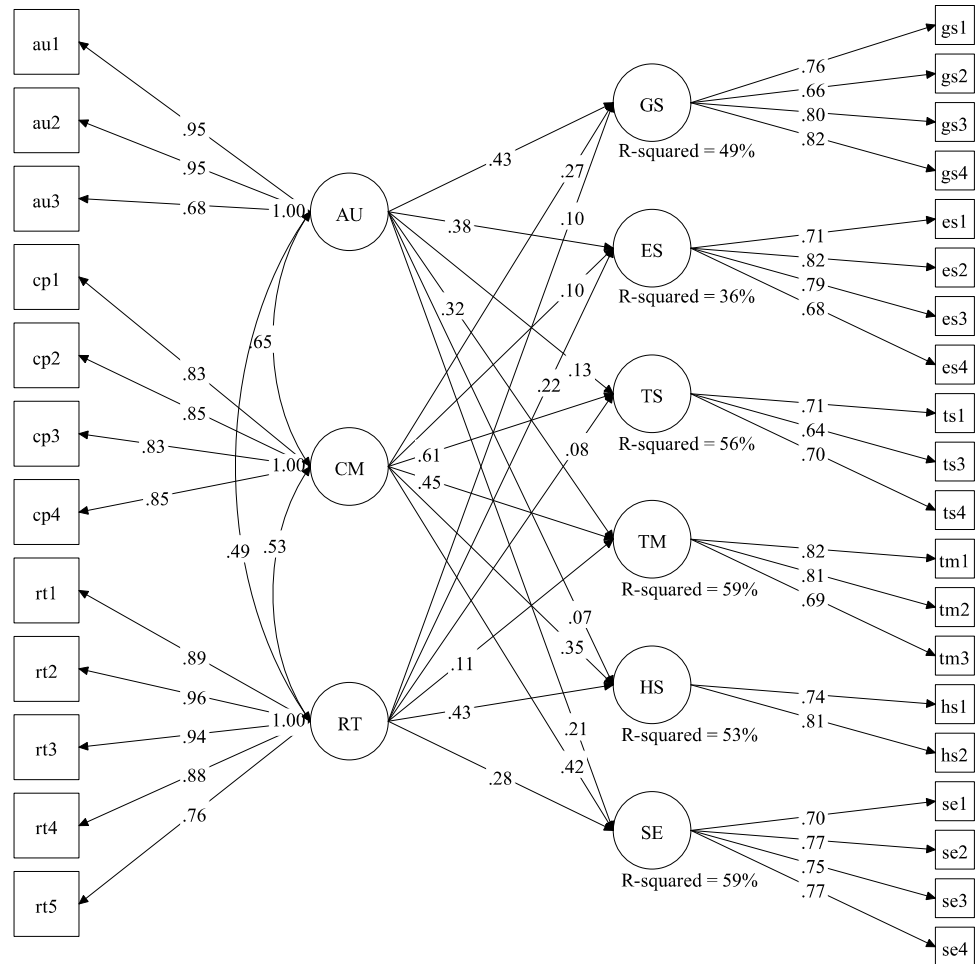 au1
au2
au3
cp1
cp2
cp3
cp4
rt1
rt2
rt3
rt4
rt5
.95
.95
.68
.83
.85
.83
.85
.89
.96
.94
.88
.76
1.00
1.00
1.00
AU
CM
RT
.65
.49
.53
.43
.27
.10
.38
.10
.22
.32
.13
.61
.08
.45
.11
.07
.35
.43
.21
.42
.28
GS
R-squared = 49%
ES
R-squared = 36%
TS
R-squared = 56%
TM
R-squared = 59%
HS
R-squared = 53%
SE
R-squared = 59%
.76
.66
.80
.82
.71
.82
.79
.68
.71
.64
.70
.82
.81
.69
.74
.81
.70
.77
.75
.77
gs1
gs2
gs3
gs4
es1
es2
es3
es4
ts1
ts3
ts4
tm1
tm2
tm3
hs1
hs2
se1
se2
se3
se4